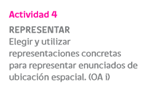 Actividad 4
REPRESENTAR
Elegir y utilizar
representaciones concretas
para representar enunciados de
ubicación espacial. (OA i)